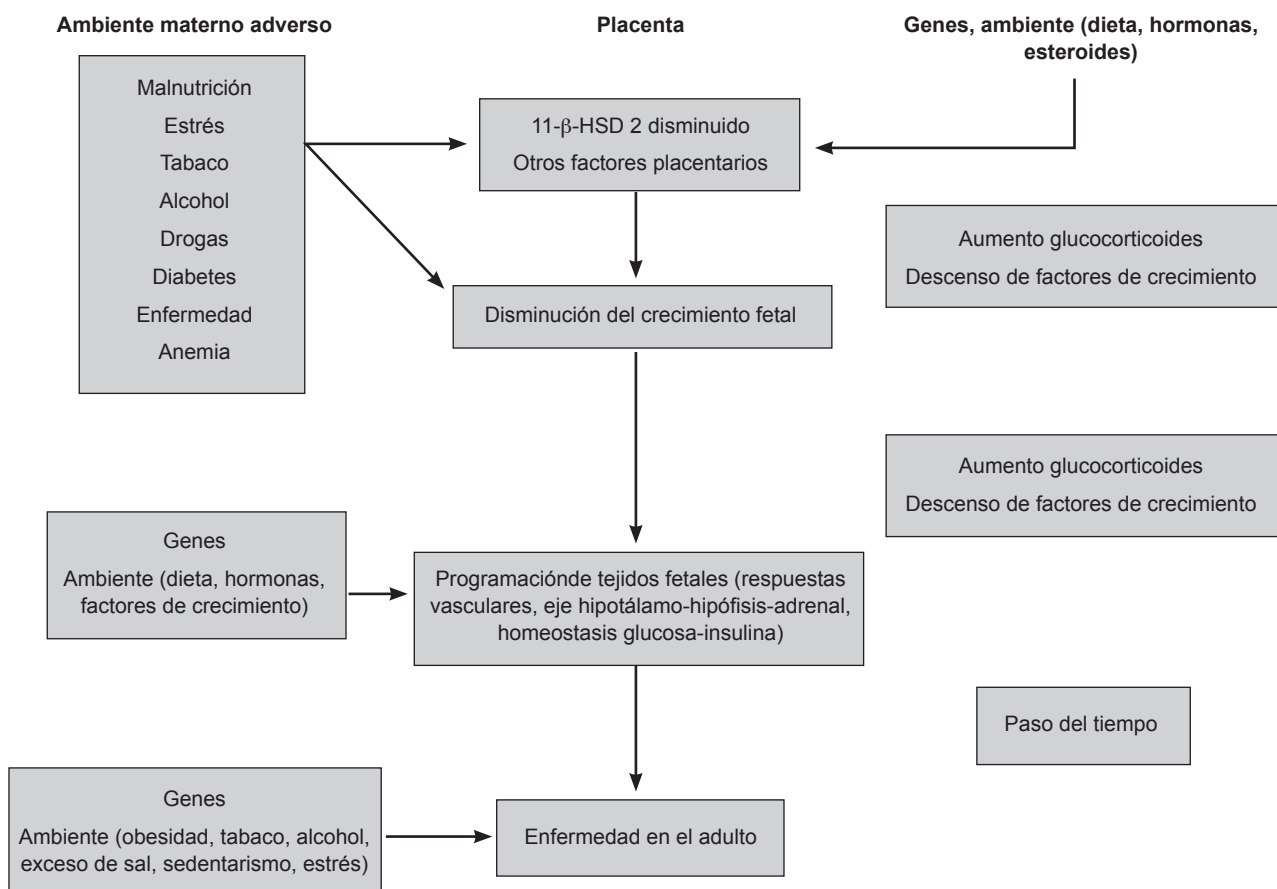 Ambiente materno adverso
Placenta
Genes, ambiente (dieta, hormonas,
esteroides)
Malnutrición
Estrés
Tabaco
Alcohol
Drogas
Diabetes
Enfermedad
Anemia
11-β-HSD 2 disminuido
Otros factores placentarios
Aumento glucocorticoides
Descenso de factores de crecimiento
Disminución del crecimiento fetal
Aumento glucocorticoides
Descenso de factores de crecimiento
Genes
Ambiente (dieta, hormonas,
factores de crecimiento)
Programaciónde tejidos fetales (respuestas
vasculares, eje hipotálamo-hipófisis-adrenal,
homeostasis glucosa-insulina)
Paso del tiempo
Genes
Ambiente (obesidad, tabaco, alcohol,
exceso de sal, sedentarismo, estrés)
Enfermedad en el adulto